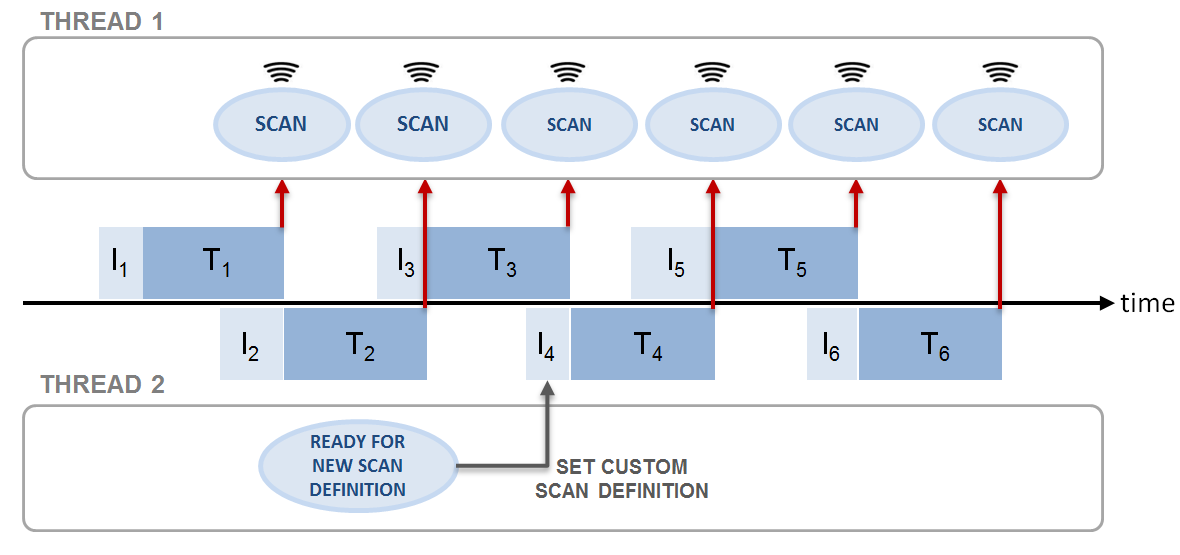 THREAD 1
SCAN SCAN SCAN SCAN SCAN SCAN
I1 T1 I3 T3 I5 T5
time
I2 T2 I4 T4 I6 T6
THREAD 2
READY FOR
NEW SCAN
DEFINITION
SET CUSTOM
SCAN DEFINITION